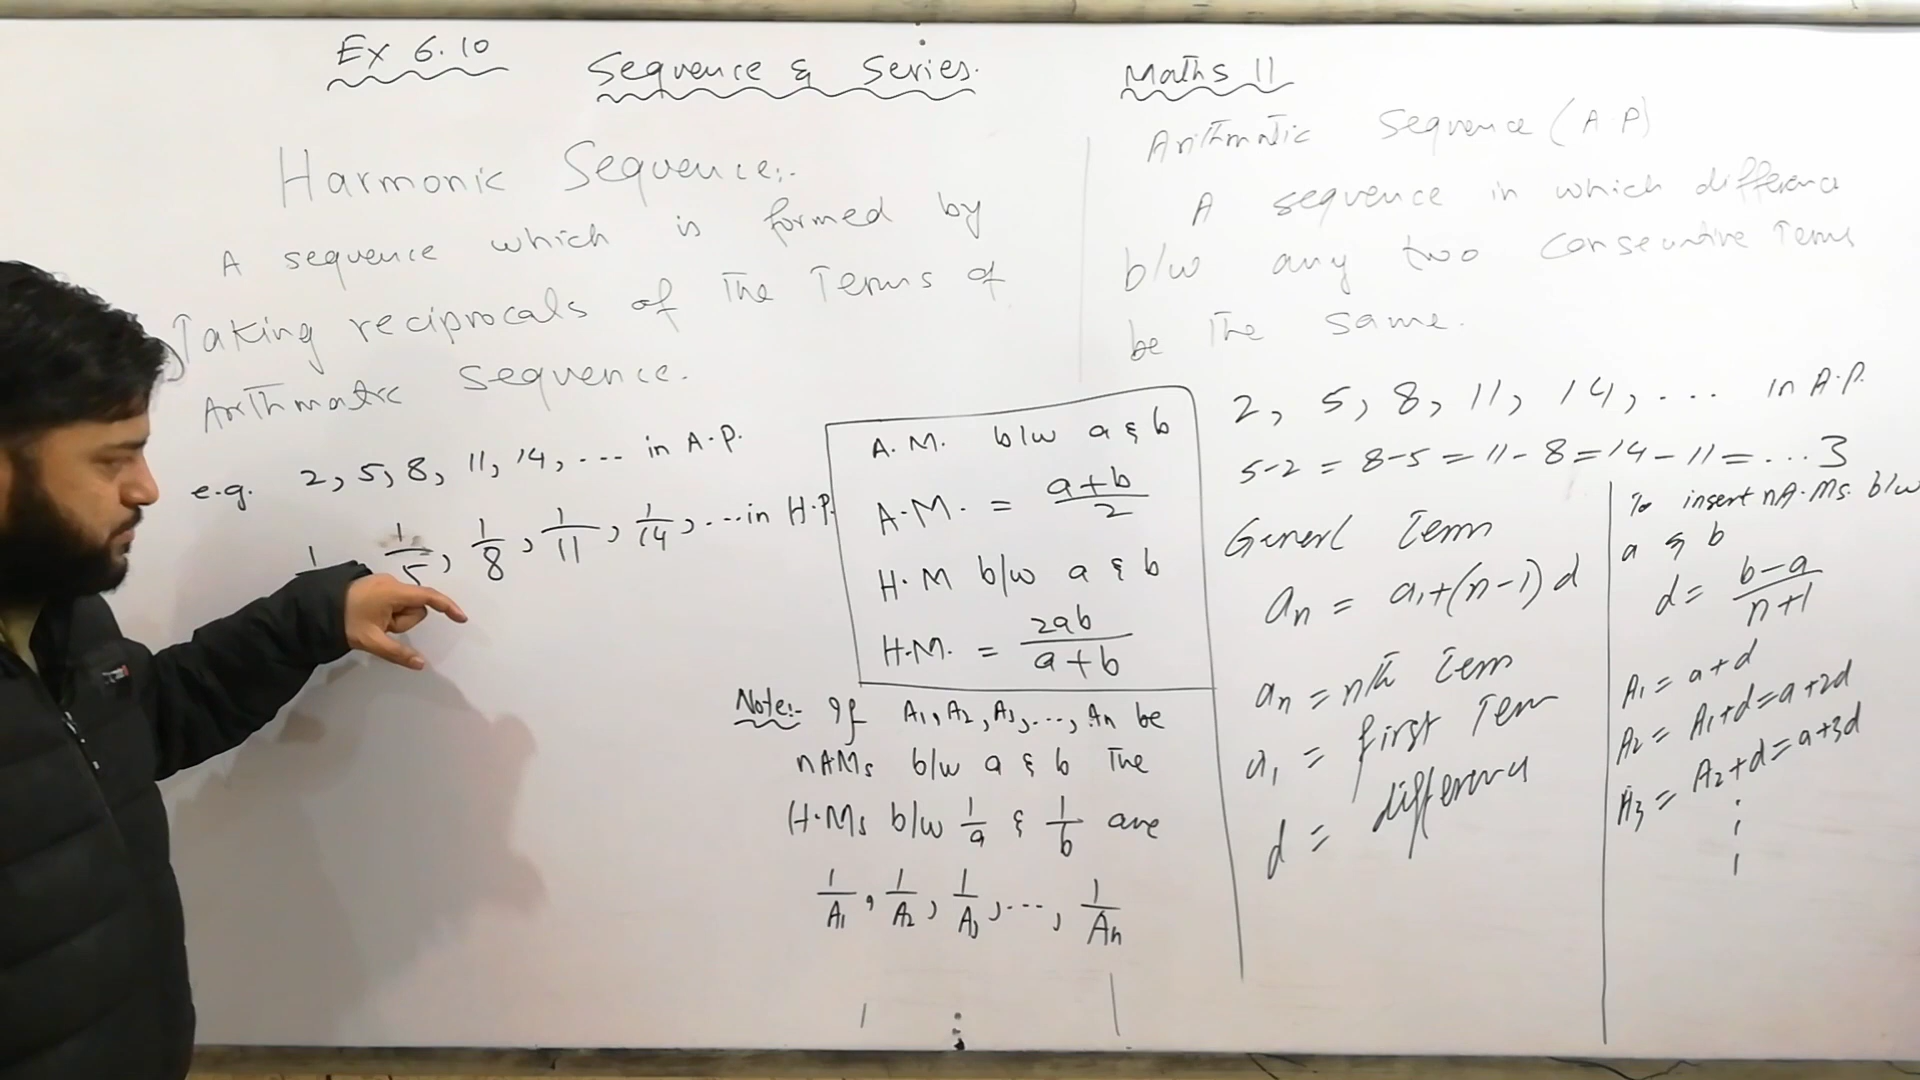 Ex 6.10
Sequence & Series.
Maths 11
Harmonic Sequence:-
A sequence which is formed by
Taking reciprocals of The Terms of
Arithmatic sequence.
e.g. 2, 5, 8, 11, 14, ... in A.P.
1/5, 1/8, 1/11, 1/14, ... in H.P.
A.M. b/w a & b
A.M. = a+b/2
H.M b/w a & b
H.M. = 2ab/a+b
Note:- If A₁, A₂, A₃, ..., An be
nAMs b/w a & b The
H.Ms b/w 1/a & 1/b are
1/A₁, 1/A₂, 1/A₃, ..., 1/An
Arithmatic Sequence (A.P)
A sequence in which difference
b/w any two Consecutive Terms
be The same.
2, 5, 8, 11, 14, ... in A.P.
5-2 = 8-5 = 11-8 = 14-11 = ... 3
Generl Term
an = a₁+(n-1)d
an = nth Term
a₁ = first Term
d = difference
To insert nA.Ms. b/w
a & b
d = b-a/n+1
A₁ = a+d
A₂ = A₁+d = a+2d
A₃ = A₂+d = a+3d